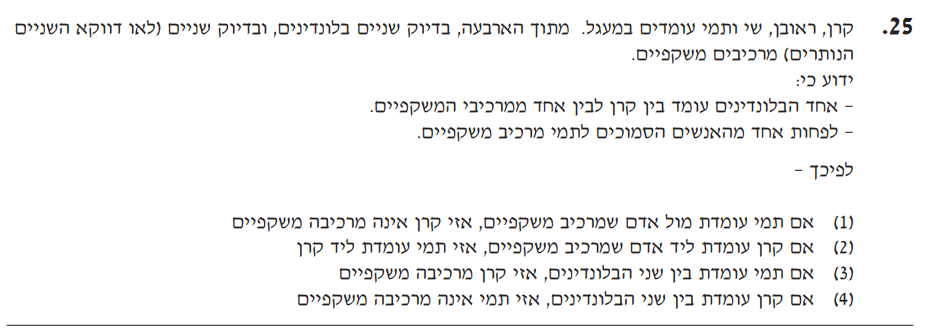 25. קרן, ראובן, שי ותמי עומדים במעגל. מתוך הארבעה, בדיוק שניים בלונדינים, ובדיוק שניים (לאו דווקא השניים
הנותרים) מרכיבים משקפיים.
ידוע כי:
– אחד הבלונדינים עומד בין קרן לבין אחד ממרכיבי המשקפיים.
– לפחות אחד מהאנשים הסמוכים לתמי מרכיב משקפיים.
לפיכך –
(1) אם תמי עומדת מול אדם שמרכיב משקפיים, אזי קרן אינה מרכיבה משקפיים
(2) אם קרן עומדת ליד אדם שמרכיב משקפיים, אזי תמי עומדת ליד קרן
(3) אם תמי עומדת בין שני הבלונדינים, אזי קרן מרכיבה משקפיים
(4) אם קרן עומדת בין שני הבלונדינים, אזי תמי אינה מרכיבה משקפיים